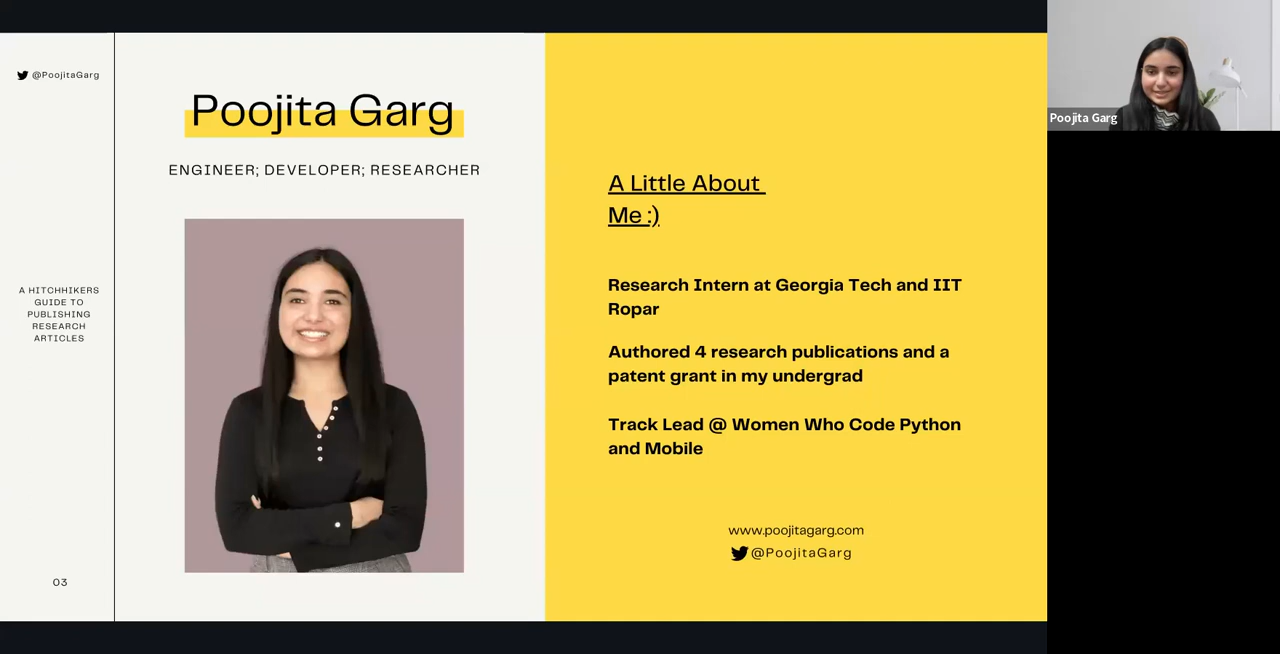 @PoojitaGarg
Poojita Garg
ENGINEER; DEVELOPER; RESEARCHER
A HITCHHIKERS
GUIDE TO
PUBLISHING
RESEARCH
ARTICLES
03
A Little About
Me :)
Research Intern at Georgia Tech and IIT
Ropar
Authored 4 research publications and a
patent grant in my undergrad
Track Lead @ Women Who Code Python
and Mobile
www.poojitagarg.com
@PoojitaGarg
Poojita Garg